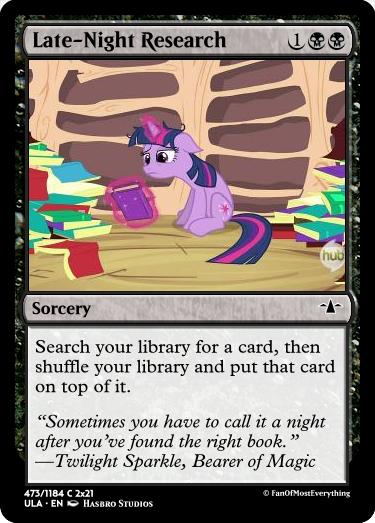 Late-Night Research 1
hub
Sorcery
Search your library for a card, then
shuffle your library and put that card
on top of it.
“Sometimes you have to call it a night
after you’ve found the right book.”
—Twilight Sparkle, Bearer of Magic
473/1184 C 2x21
ULA • EN Hasbro Studios
© FanOfMostEverything